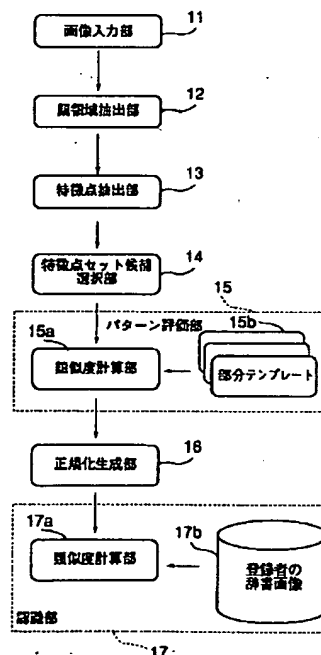 画像入力部
11
顔領域抽出部
12
特徴点抽出部
13
特徴点セット候補
選択部
14
15
パターン評価部
15a
15b
類似度計算部
部分テンプレート
正規化生成部
16
17a
17b
類似度計算部
登録者の
辞書画像
認識部
17